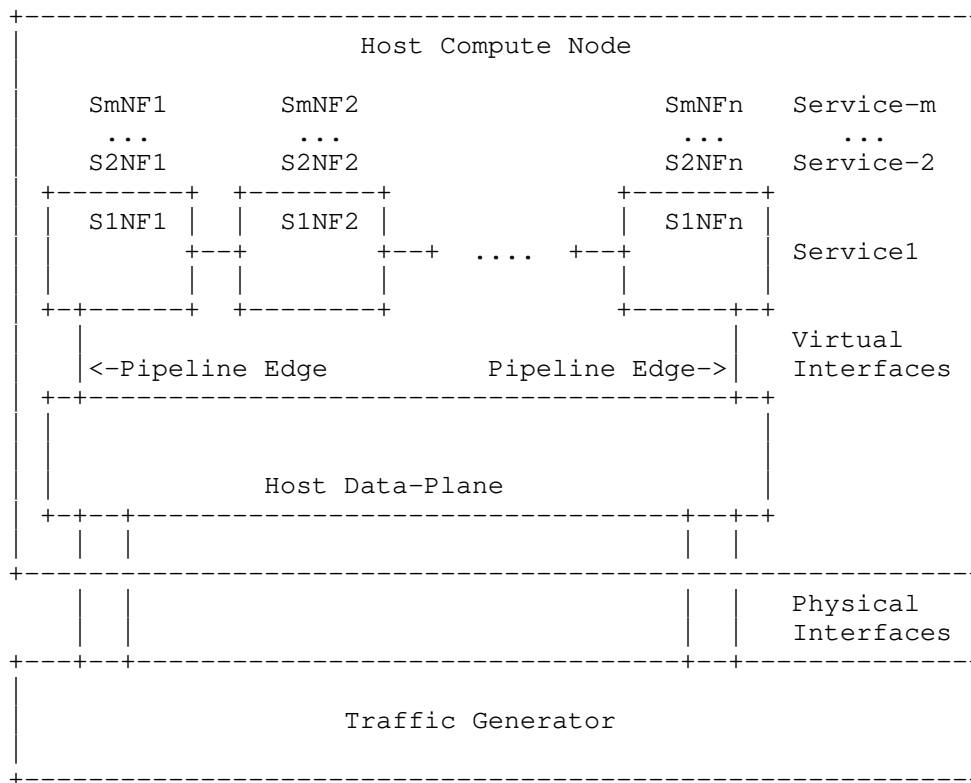 Host Compute Node
SmNF1 SmNF2 SmNFn Service-m
... ... ... ...
S2NF1 S2NF2 S2NFn Service-2
S1NF1 S1NF2 S1NFn
.... Service1
Virtual
<-Pipeline Edge Pipeline Edge-> Interfaces
Host Data-Plane
Physical
Interfaces
Traffic Generator